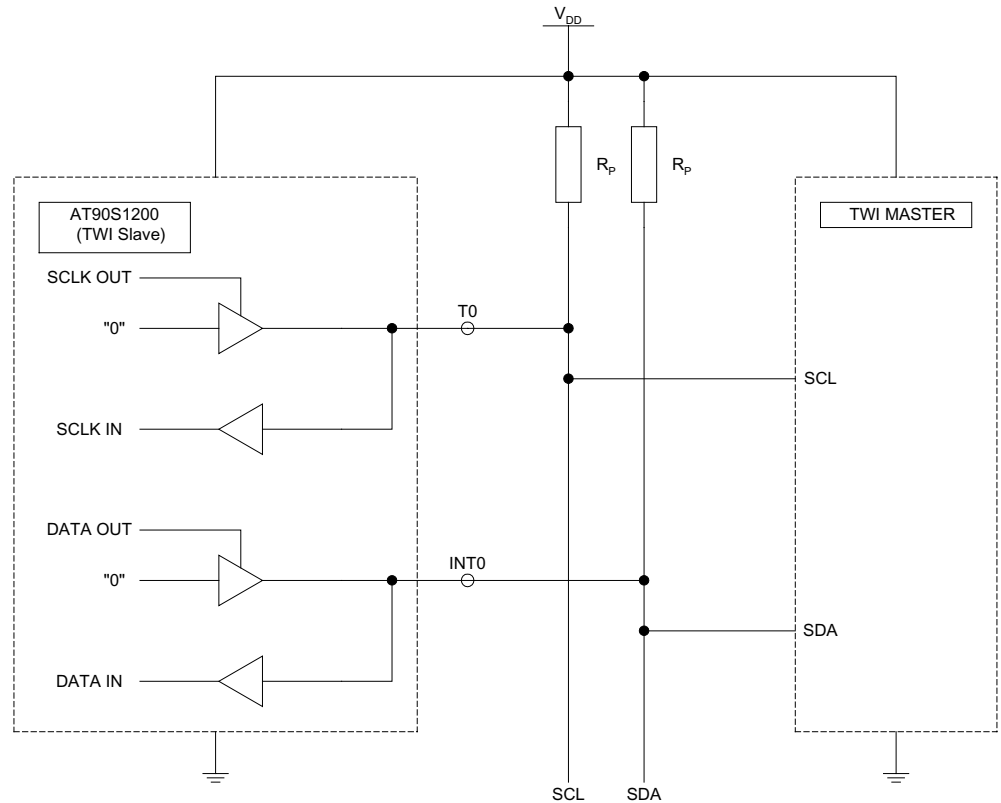 VDD
RP
RP
AT90S1200
(TWI Slave)
TWI MASTER
SCLK OUT
"0"
T0
SCL
SCLK IN
DATA OUT
"0"
INT0
SDA
DATA IN
SCL
SDA